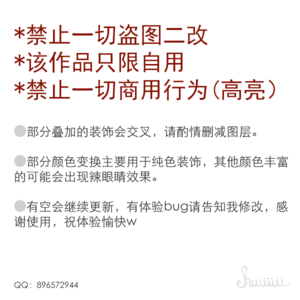 *禁止一切盗图二改
*该作品只限自用
*禁止一切商用行为(高亮)
部分叠加的装饰会交叉，请酌情删减图层。
部分颜色变换主要用于纯色装饰，其他颜色丰富
的可能会出现辣眼睛效果。
有空会继续更新，有体验bug请告知我修改，感
谢使用，祝体验愉快w
QQ：896572944